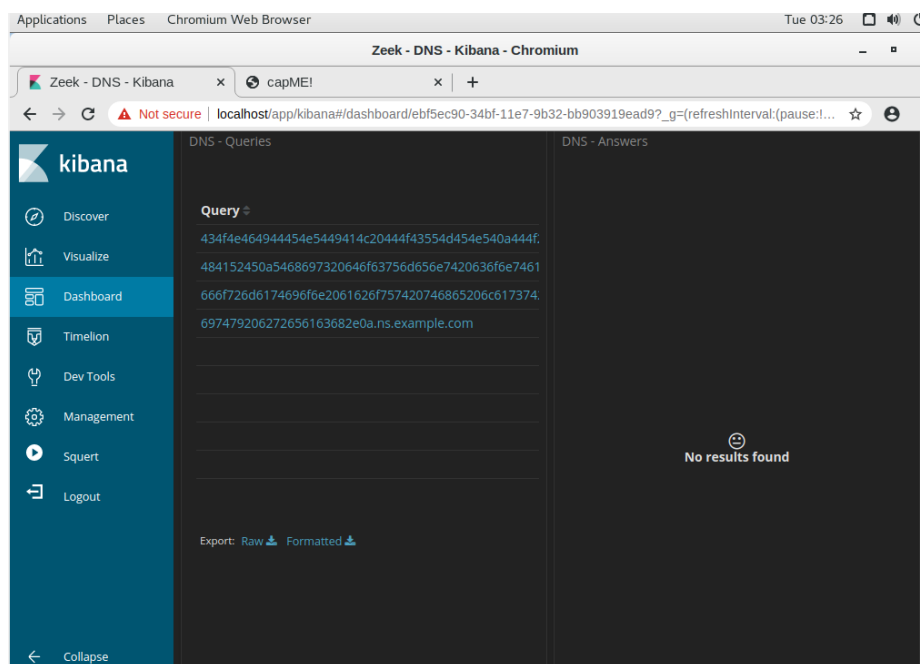 Applications Places Chromium Web Browser Tue 03:26
Zeek - DNS - Kibana - Chromium
Zeek - DNS - Kibana × capME! × +
Not secure localhost/app/kibana#/dashboard/ebf5ec90-34bf-11e7-9b32-bb903919ead9?_g=(refreshInterval:(pause:!...
kibana
Discover
Visualize
Dashboard
Timelion
Dev Tools
Management
Squert
Logout
Collapse
DNS - Queries
Query
434f4e464944454e5449414c20444f43554d454e540a444f
484152450a5468697320646f63756d656e7420636f6e7461
666f726d6174696f6e2061626f757420746865206c617374
697479206272656163682e0a.ns.example.com
Export: Raw Formatted
DNS - Answers
No results found